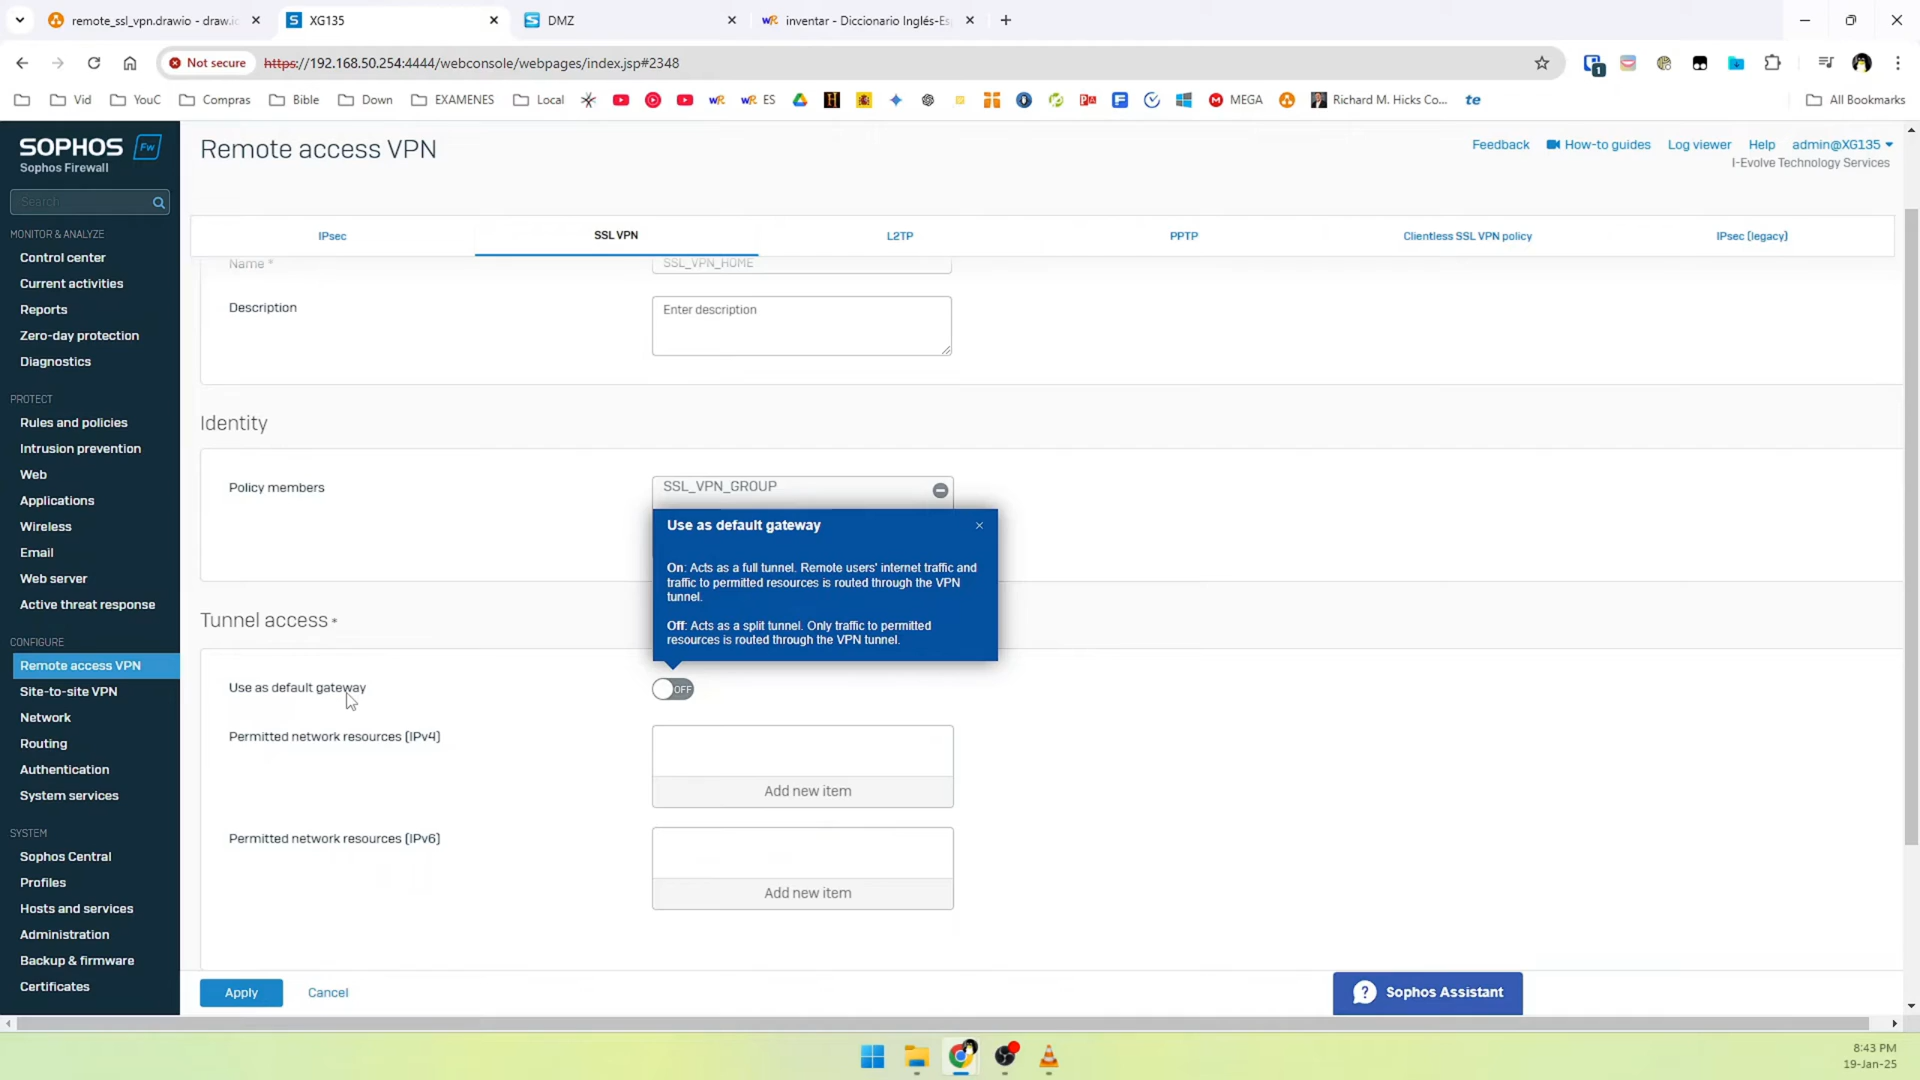 remote_ssl_vpn.drawio - draw.io
XG135
DMZ
inventar - Diccionario Inglés-Es
Not secure
https://192.168.50.254:4444/webconsole/webpages/index.jsp#2348
1
Vid
YouC
Compras
Bible
Down
EXAMENES
Local
ES
MEGA
Richard M. Hicks Co...
te
All Bookmarks
SOPHOS Fw
Sophos Firewall
Search...
MONITOR & ANALYZE
Control center
Current activities
Reports
Zero-day protection
Diagnostics
PROTECT
Rules and policies
Intrusion prevention
Web
Applications
Wireless
Email
Web server
Active threat response
CONFIGURE
Remote access VPN
Site-to-site VPN
Network
Routing
Authentication
System services
SYSTEM
Sophos Central
Profiles
Hosts and services
Administration
Backup & firmware
Certificates
Remote access VPN
Feedback
How-to guides
Log viewer
Help
admin@XG135
I-Evolve Technology Services
IPsec
SSL VPN
L2TP
PPTP
Clientless SSL VPN policy
IPsec (legacy)
Name *
SSL_VPN_HOME
Description
Enter description
Identity
Policy members
SSL_VPN_GROUP
Use as default gateway
On: Acts as a full tunnel. Remote users' internet traffic and
traffic to permitted resources is routed through the VPN
tunnel.
Off: Acts as a split tunnel. Only traffic to permitted
resources is routed through the VPN tunnel.
Tunnel access *
Use as default gateway
OFF
Permitted network resources (IPv4)
Add new item
Permitted network resources (IPv6)
Add new item
Apply
Cancel
? Sophos Assistant
8:43 PM
19-Jan-25